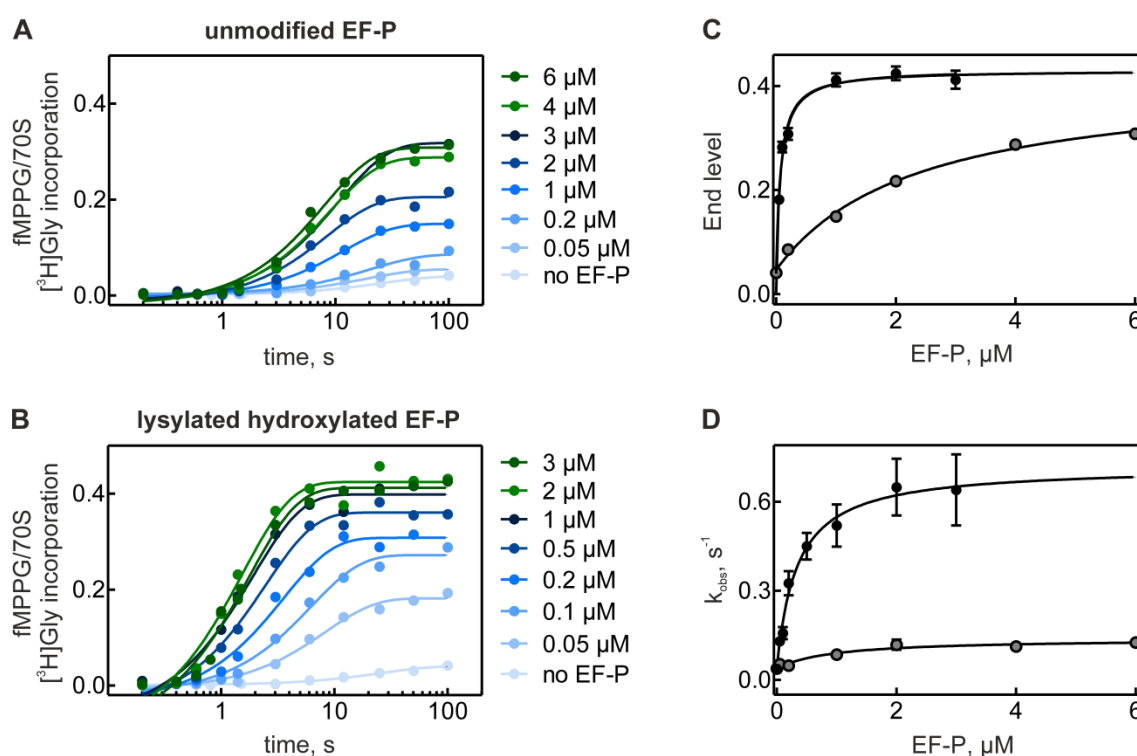 A
unmodified EF-P
fMPPG/70S
[³H]Gly incorporation
0.4
0.2
0.0
1
10
100
time, s
6 µM
4 µM
3 µM
2 µM
1 µM
0.2 µM
0.05 µM
no EF-P
C
End level
0.4
0.2
0.0
0
2
4
6
EF-P, µM
B
lysylated hydroxylated EF-P
fMPPG/70S
[³H]Gly incorporation
0.4
0.2
0.0
1
10
100
time, s
3 µM
2 µM
1 µM
0.5 µM
0.2 µM
0.1 µM
0.05 µM
no EF-P
D
k_obs, s⁻¹
0.6
0.3
0.0
0
2
4
6
EF-P, µM